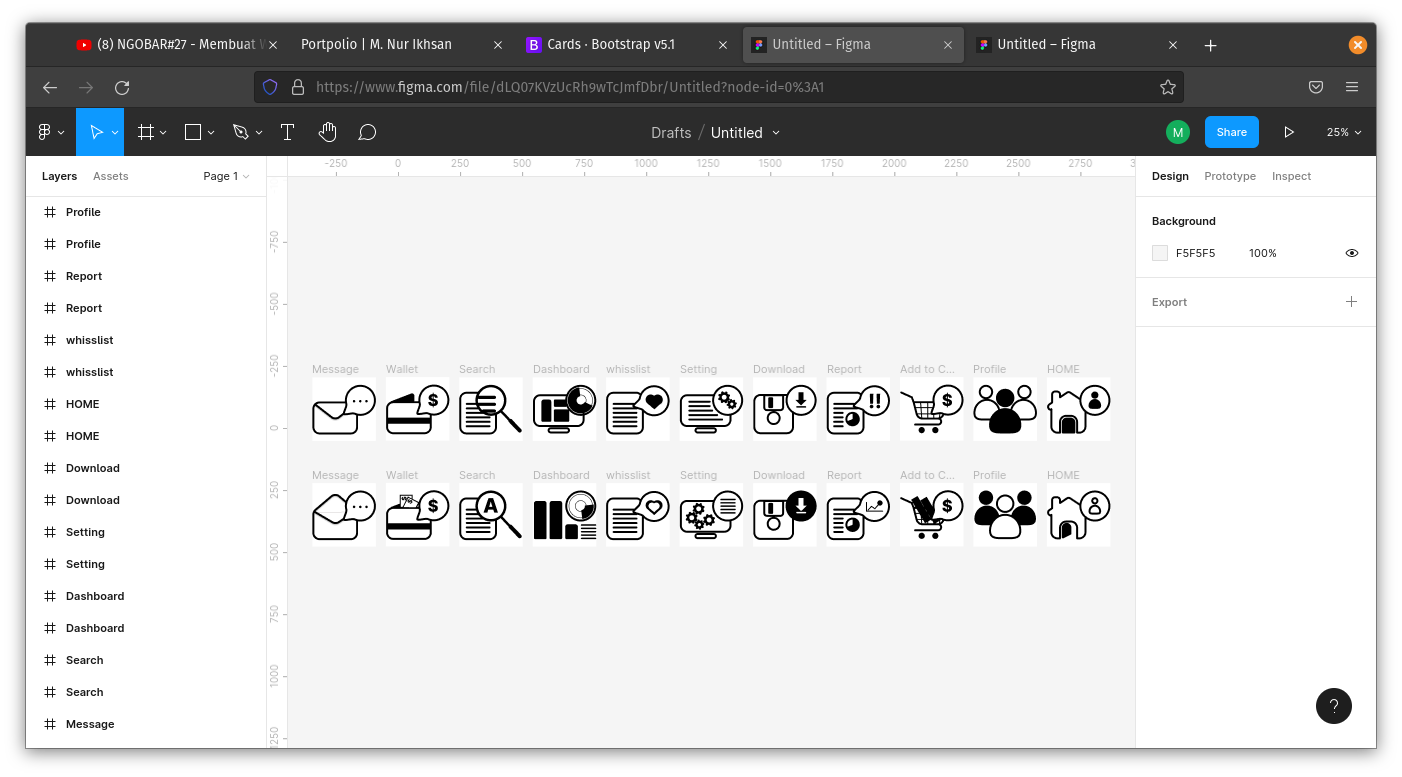 (8) NGOBAR#27 - Membuat W
Portpolio | M. Nur Ikhsan
Cards · Bootstrap v5.1
Untitled – Figma
Untitled – Figma
https://www.figma.com/file/dLQ07KVzUcRh9wTcJmfDbr/Untitled?node-id=0%3A1
Drafts / Untitled
M
Share
25%
Layers
Assets
Page 1
-250 0 250 500 750 1000 1250 1500 1750 2000 2250 2500 2750 3
Design
Prototype
Inspect
Profile
Profile
Report
Report
whisslist
whisslist
HOME
HOME
Download
Download
Setting
Setting
Dashboard
Dashboard
Search
Search
Message
-750
-500
-250
0
250
500
750
1000
1250
Message Wallet Search Dashboard whisslist Setting Download Report Add to C... Profile HOME
$ !! $
Message Wallet Search Dashboard whisslist Setting Download Report Add to C... Profile HOME
$ A $
Background
F5F5F5 100%
Export
?